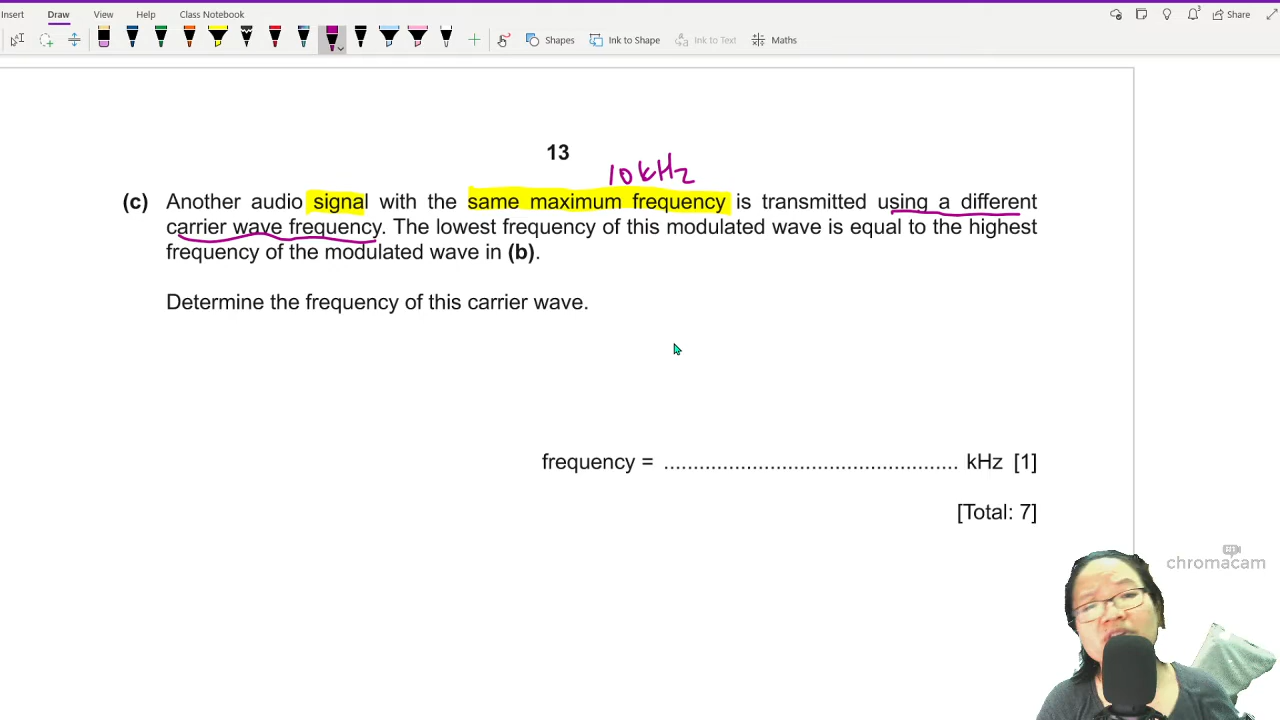 Insert Draw View Help Class Notebook 3 Share
Shapes Ink to Shape Ink to Text Maths
13
10kHz
(c) Another audio signal with the same maximum frequency is transmitted using a different
carrier wave frequency. The lowest frequency of this modulated wave is equal to the highest
frequency of the modulated wave in (b).
Determine the frequency of this carrier wave.
frequency = .................................................. kHz [1]
[Total: 7]
chromacam